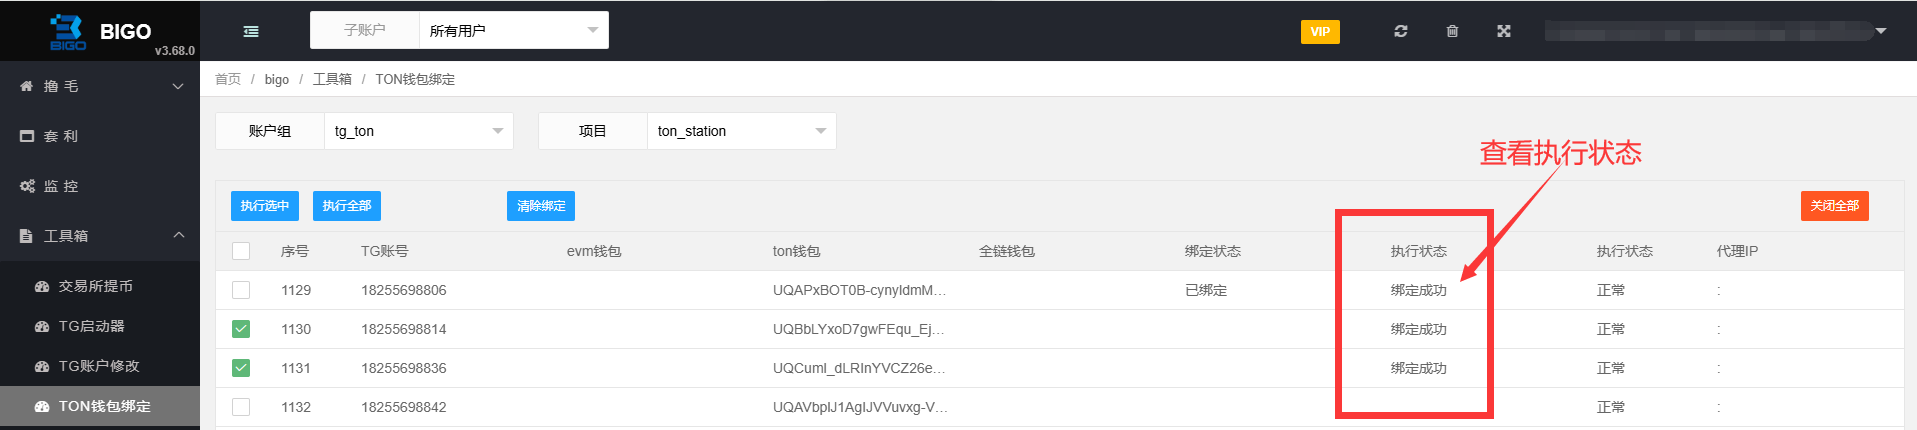 BIGO
BIGO
v3.68.0
子账户
所有用户
VIP
撸 毛
套 利
监 控
工具箱
交易所提币
TG启动器
TG账户修改
TON钱包绑定
首页 / bigo / 工具箱 / TON钱包绑定
账户组 tg_ton 项目 ton_station
查看执行状态
执行选中 执行全部 清除绑定 关闭全部
序号 TG账号 evm钱包 ton钱包 全链钱包 绑定状态 执行状态 执行状态 代理IP
1129 18255698806 UQAPxBOT0B-cynyldmM... 已绑定 绑定成功 正常 :
1130 18255698814 UQBbLYxoD7gwFEqu_Ej... 绑定成功 正常 :
1131 18255698836 UQCumI_dLRInYVCZ26e... 绑定成功 正常 :
1132 18255698842 UQAVbpIJ1AgIJVVuvxg-V... 正常 :